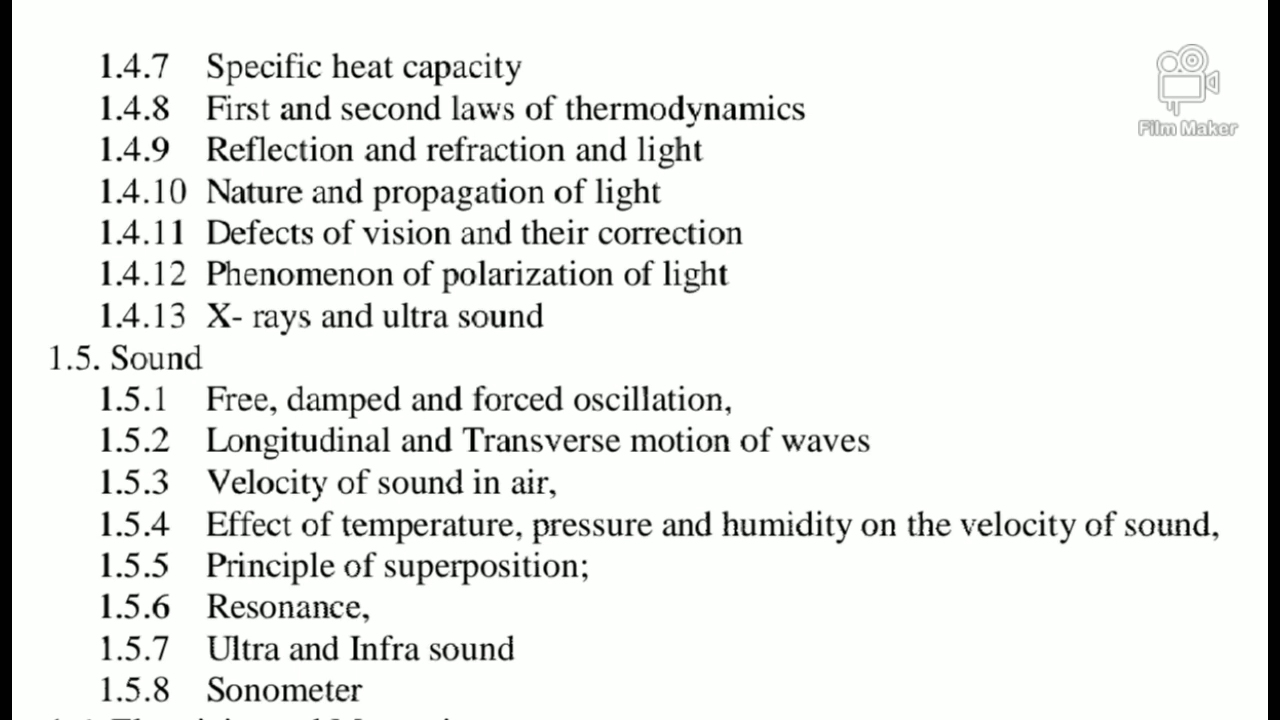 1.4.7 Specific heat capacity
1.4.8 First and second laws of thermodynamics
1.4.9 Reflection and refraction and light
1.4.10 Nature and propagation of light
1.4.11 Defects of vision and their correction
1.4.12 Phenomenon of polarization of light
1.4.13 X- rays and ultra sound
1.5. Sound
1.5.1 Free, damped and forced oscillation,
1.5.2 Longitudinal and Transverse motion of waves
1.5.3 Velocity of sound in air,
1.5.4 Effect of temperature, pressure and humidity on the velocity of sound,
1.5.5 Principle of superposition;
1.5.6 Resonance,
1.5.7 Ultra and Infra sound
1.5.8 Sonometer
Film Maker